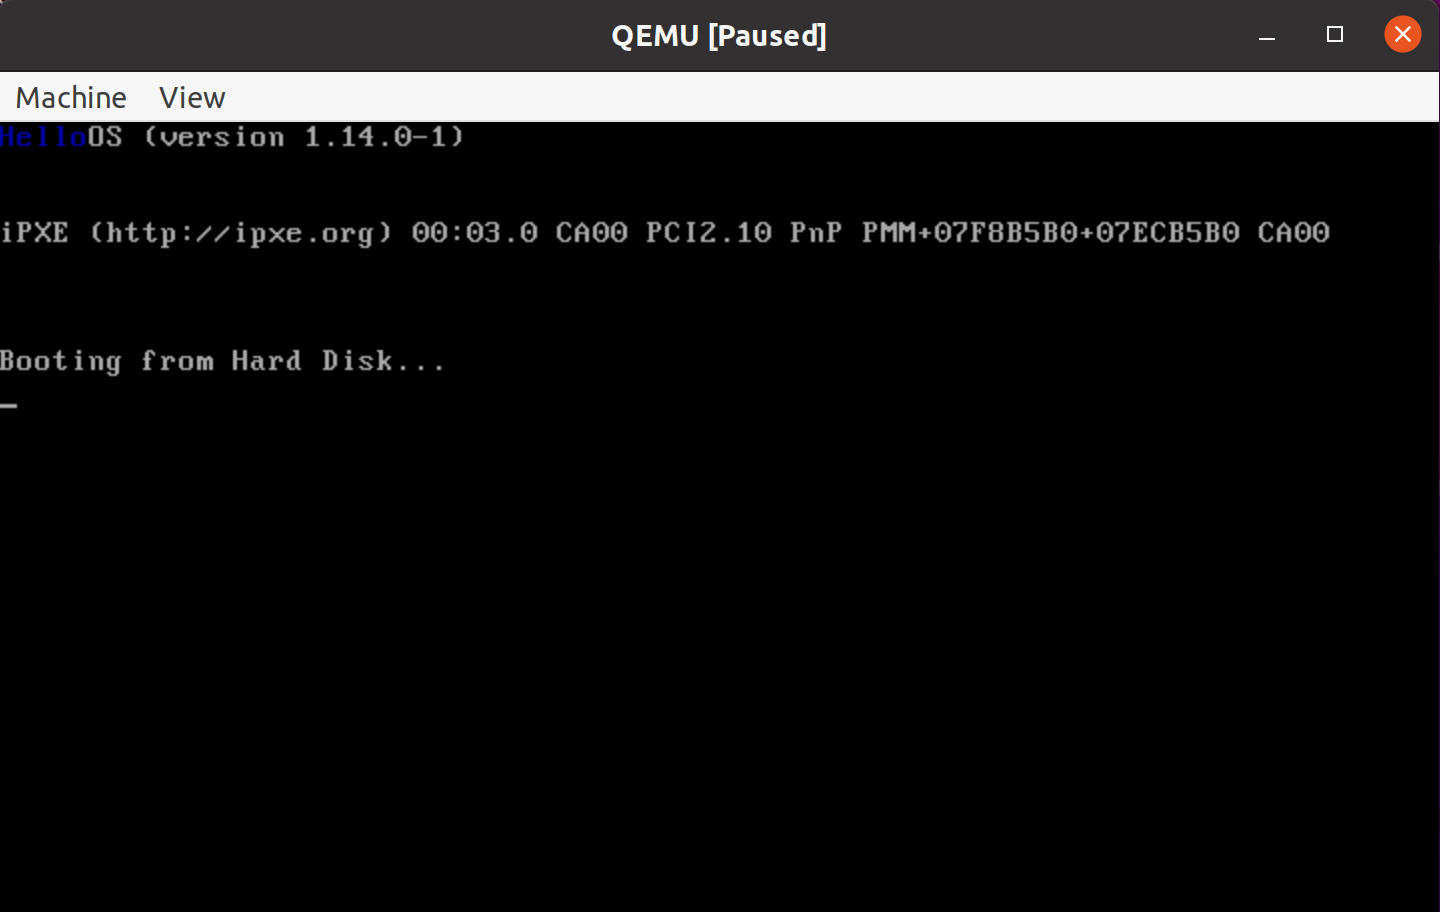 QEMU [Paused]
Machine View
HelloOS (version 1.14.0-1)
iPXE (http://ipxe.org) 00:03.0 CA00 PCI2.10 PnP PMM+07F8B5B0+07ECB5B0 CA00
Booting from Hard Disk...